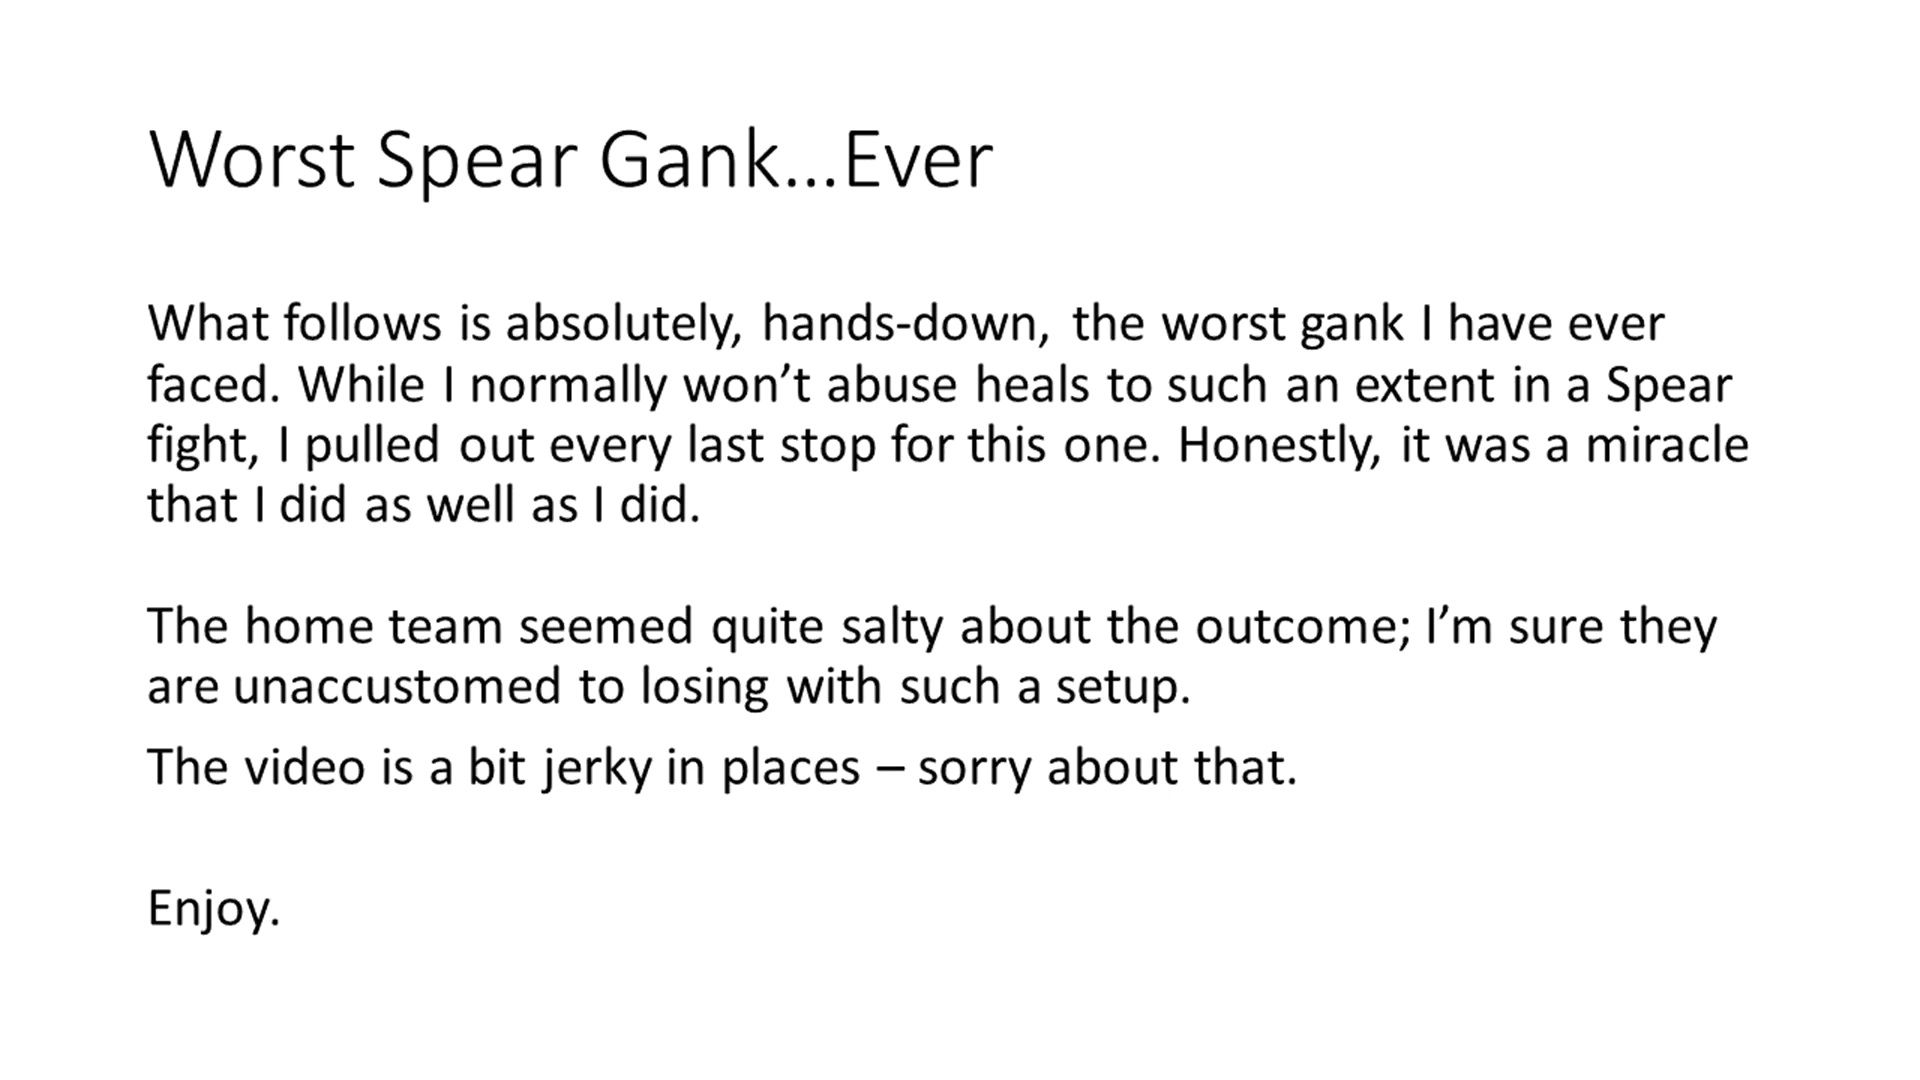 Worst Spear Gank...Ever
What follows is absolutely, hands-down, the worst gank I have ever
faced. While I normally won’t abuse heals to such an extent in a Spear
fight, I pulled out every last stop for this one. Honestly, it was a miracle
that I did as well as I did.
The home team seemed quite salty about the outcome; I’m sure they
are unaccustomed to losing with such a setup.
The video is a bit jerky in places – sorry about that.
Enjoy.